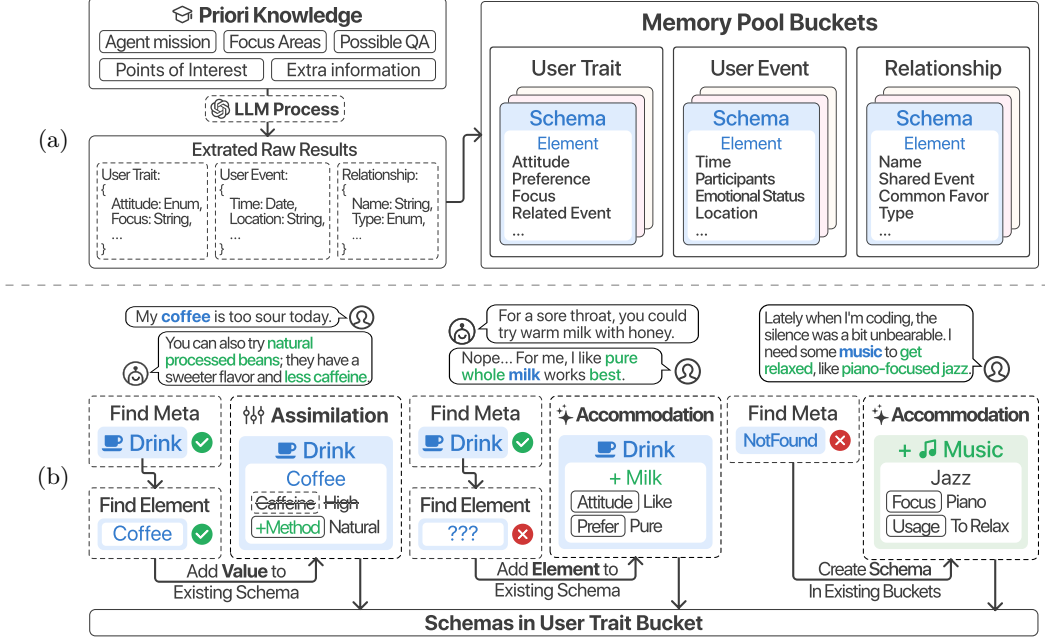 (a)
Priori Knowledge
Agent mission
Focus Areas
Possible QA
Points of Interest
Extra information
LLM Process
Extrated Raw Results
User Trait:
{
Attitude: Enum,
Focus: String,
...
}
User Event:
{
Time: Date,
Location: String,
...
}
Relationship:
{
Name: String,
Type: Enum,
...
}
Memory Pool Buckets
User Trait
Schema
Element
Attitude
Preference
Focus
Related Event
...
User Event
Schema
Element
Time
Participants
Emotional Status
Location
...
Relationship
Schema
Element
Name
Shared Event
Common Favor
Type
...
(b)
My coffee is too sour today.
You can also try natural
processed beans; they have a
sweeter flavor and less caffeine.
Find Meta
Drink
Find Element
Coffee
Assimilation
Drink
Coffee
Caffeine High
+Method Natural
Add Value to
Existing Schema
For a sore throat, you could
try warm milk with honey.
Nope... For me, I like pure
whole milk works best.
Find Meta
Drink
Find Element
???
Accommodation
Drink
+ Milk
Attitude Like
Prefer Pure
Add Element to
Existing Schema
Lately when I'm coding, the
silence was a bit unbearable. I
need some music to get
relaxed, like piano-focused jazz.
Find Meta
NotFound
Accommodation
+ Music
Jazz
Focus Piano
Usage To Relax
Create Schema
In Existing Buckets
Schemas in User Trait Bucket